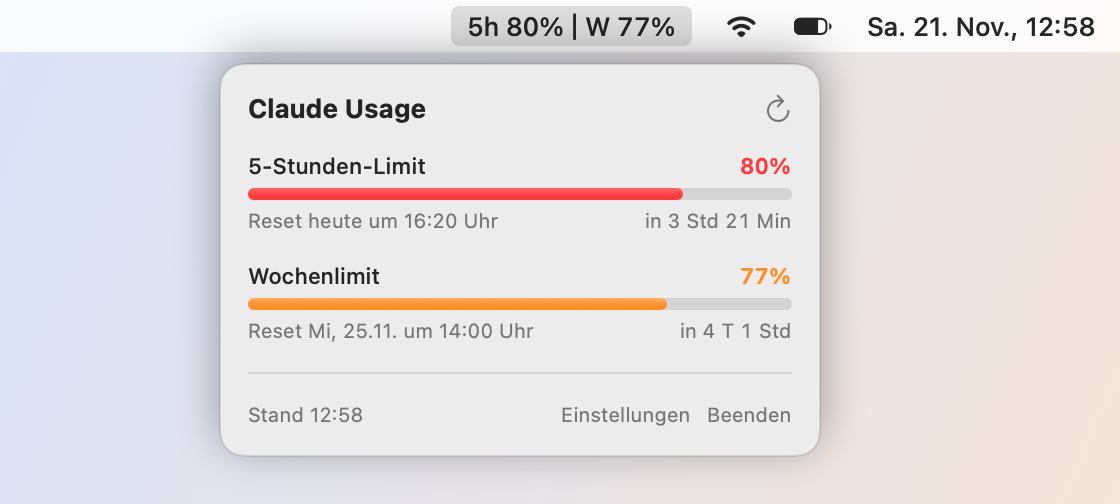 5h 80% | W 77%
Sa. 21. Nov., 12:58
Claude Usage
5-Stunden-Limit 80%
Reset heute um 16:20 Uhr in 3 Std 21 Min
Wochenlimit 77%
Reset Mi, 25.11. um 14:00 Uhr in 4 T 1 Std
Stand 12:58 Einstellungen Beenden